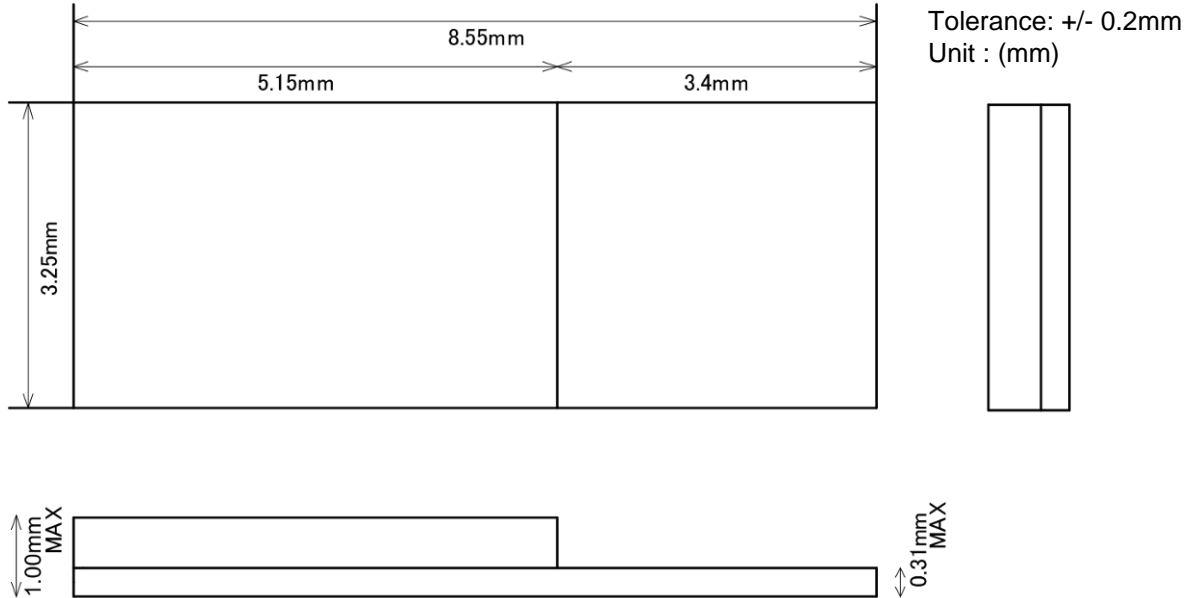 8.55mm
Tolerance: +/- 0.2mm
Unit : (mm)
5.15mm
3.4mm
3.25mm
1.00mm
MAX
0.31mm
MAX